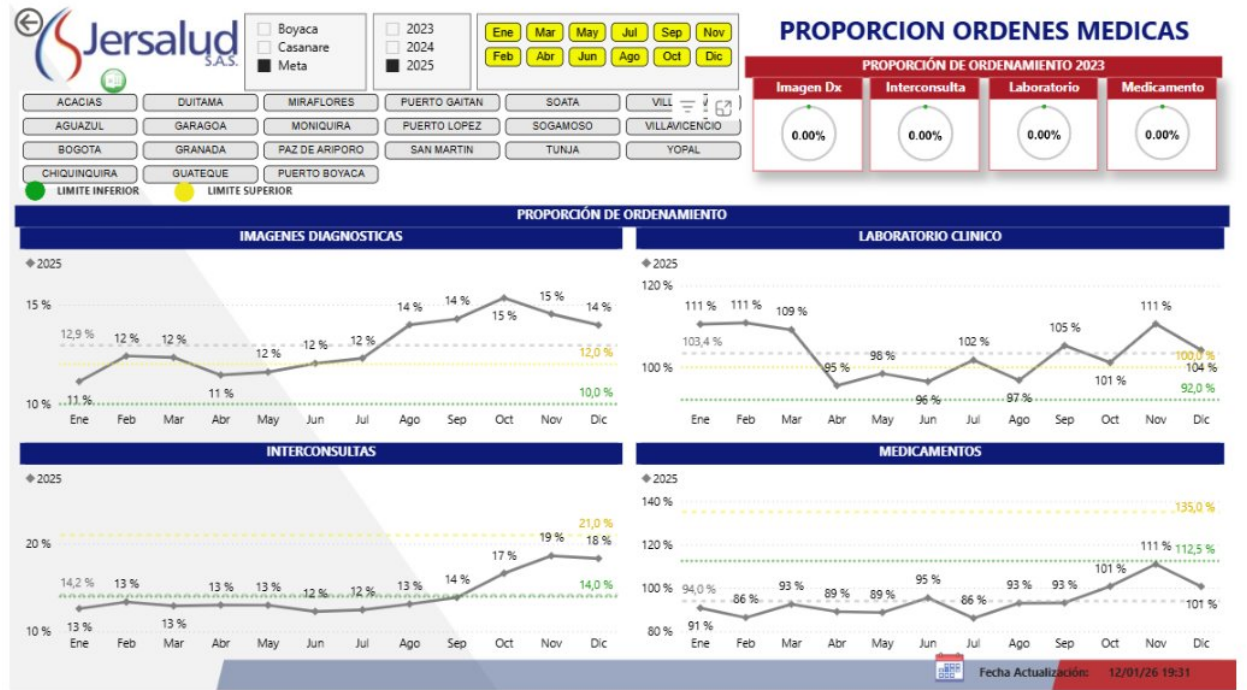 Jersalud
S.A.S.
Boyaca
Casanare
Meta
2023
2024
2025
Ene Mar May Jul Sep Nov
Feb Abr Jun Ago Oct Dic
PROPORCION ORDENES MEDICAS
PROPORCIÓN DE ORDENAMIENTO 2023
Imagen Dx Interconsulta Laboratorio Medicamento
0.00% 0.00% 0.00% 0.00%
ACACIAS DUITAMA MIRAFLORES PUERTO GAITAN SOATA
AGUAZUL GARAGOA MONIQUIRA PUERTO LOPEZ SOGAMOSO VILLAVICENCIO
BOGOTA GRANADA PAZ DE ARIPORO SAN MARTIN TUNJA YOPAL
CHIQUINQUIRA GUATEQUE PUERTO BOYACA
LIMITE INFERIOR LIMITE SUPERIOR
PROPORCIÓN DE ORDENAMIENTO
IMAGENES DIAGNOSTICAS
2025
15 %
10 %
12,9 %
11 % 12 % 12 % 11 % 12 % 12 % 12 % 14 % 14 % 15 % 15 % 14 %
12,0 %
10,0 %
Ene Feb Mar Abr May Jun Jul Ago Sep Oct Nov Dic
LABORATORIO CLINICO
2025
120 %
100 %
103,4 %
111 % 111 % 109 % 95 % 98 % 96 % 102 % 97 % 105 % 101 % 111 % 104 %
100,0 %
92,0 %
Ene Feb Mar Abr May Jun Jul Ago Sep Oct Nov Dic
INTERCONSULTAS
2025
20 %
10 %
14,2 %
13 % 13 % 13 % 13 % 13 % 12 % 12 % 13 % 14 % 17 % 19 % 18 %
21,0 %
14,0 %
Ene Feb Mar Abr May Jun Jul Ago Sep Oct Nov Dic
MEDICAMENTOS
2025
140 %
120 %
100 %
80 %
94,0 %
91 % 86 % 93 % 89 % 89 % 95 % 86 % 93 % 93 % 101 % 111 % 101 %
135,0 %
112,5 %
Ene Feb Mar Abr May Jun Jul Ago Sep Oct Nov Dic
Fecha Actualización: 12/01/26 19:31